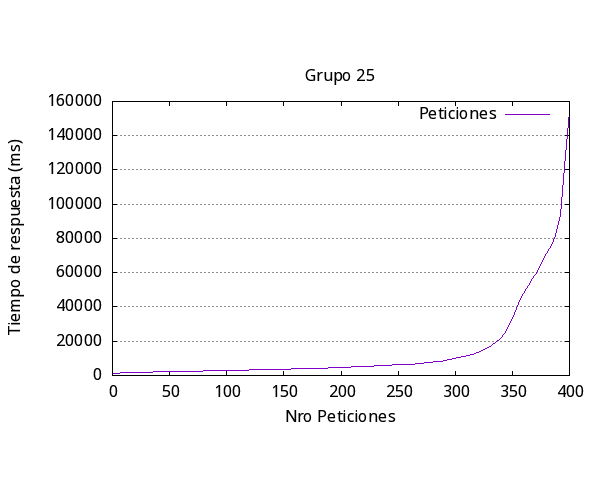 Grupo 25
Peticiones
160000
140000
120000
100000
80000
60000
40000
20000
0
Tiempo de respuesta (ms)
0 50 100 150 200 250 300 350 400
Nro Peticiones